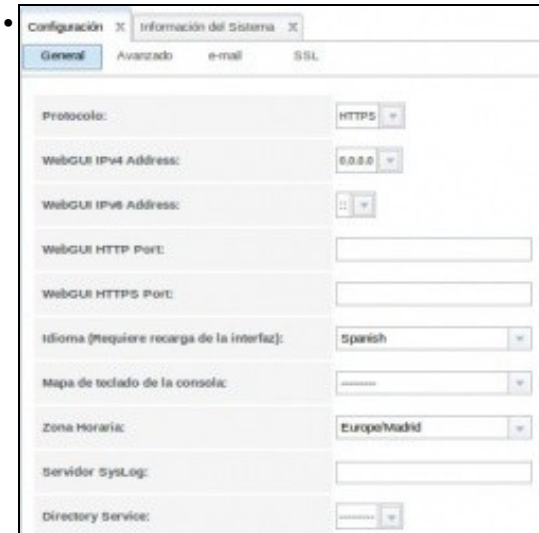 Configuración X Información del Sistema X
General Avanzado e-mail SSL
Protocolo: HTTPS
WebGUI IPv4 Address: 0.0.0.0
WebGUI IPv6 Address: ::
WebGUI HTTP Port:
WebGUI HTTPS Port:
Idioma (Requiere recarga de la interfaz): Spanish
Mapa de teclado de la consola: --------
Zona Horaria: Europe/Madrid
Servidor SysLog:
Directory Service: --------